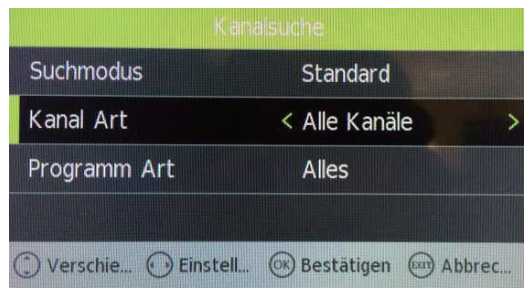 Kanalsuche
Suchmodus Standard
Kanal Art < Alle Kanäle >
Programm Art Alles
Verschie... Einstell... OK Bestätigen EXIT Abbrec...